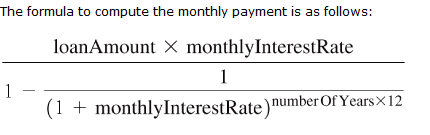 The formula to compute the monthly payment is as follows:
loanAmount × monthlyInterestRate
1 − 1
(1 + monthlyInterestRate)numberOfYears×12